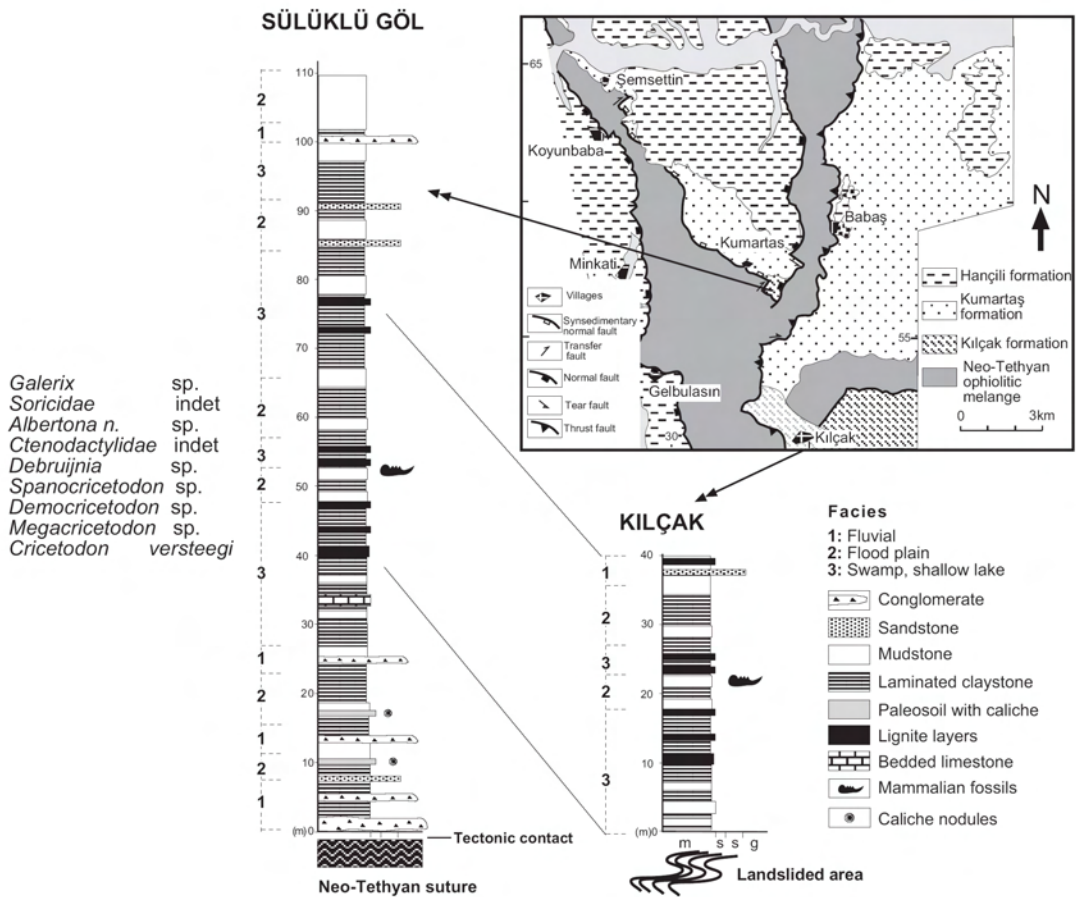 SÜLÜKLÜ GÖL
110
100
90
80
70
60
50
40
30
20
10
(m)0
2
1
3
2
3
2
3
2
3
1
2
1
2
1
Galerix sp.
Soricidae indet
Albertona n. sp.
Ctenodactylidae indet
Debruijnia sp.
Spanocricetodon sp.
Democricetodon sp.
Megacricetodon sp.
Cricetodon versteegi
Tectonic contact
Neo-Tethyan suture
65
Şemsettin
Koyunbaba
Babaş
Kumartas
Minkati
55
Gelbulasın
30
Kılçak
N
Villages
Synsedimentary
normal fault
Transfer
fault
Normal fault
Tear fault
Thrust fault
Hançili formation
Kumartaş
formation
Kılçak formation
Neo-Tethyan
ophiolitic
melange
0 3km
KILÇAK
40
30
20
10
(m)0
1
2
3
2
3
m s s g
Landslided area
Facies
1: Fluvial
2: Flood plain
3: Swamp, shallow lake
Conglomerate
Sandstone
Mudstone
Laminated claystone
Paleosoil with caliche
Lignite layers
Bedded limestone
Mammalian fossils
Caliche nodules